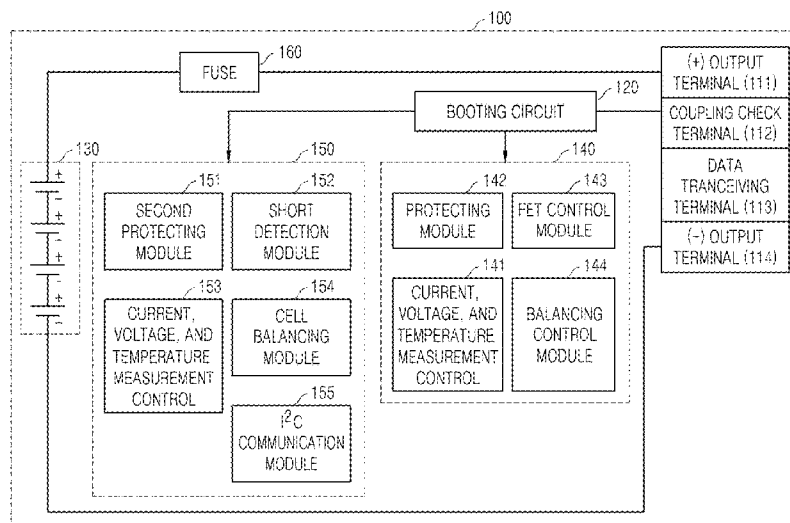 100
160
FUSE
(+) OUTPUT
TERMINAL (111)
120
BOOTING CIRCUIT
COUPLING CHECK
TERMINAL (112)
DATA
TRANCEIVING
TERMINAL (113)
(-) OUTPUT
TERMINAL (114)
130
+
-
+
-
+
-
+
-
150
151
SECOND
PROTECTING
MODULE
152
SHORT
DETECTION
MODULE
153
CURRENT,
VOLTAGE, AND
TEMPERATURE
MEASUREMENT
CONTROL
154
CELL
BALANCING
MODULE
155
I²C
COMMUNICATION
MODULE
140
142
PROTECTING
MODULE
143
FET CONTROL
MODULE
141
CURRENT,
VOLTAGE, AND
TEMPERATURE
MEASUREMENT
CONTROL
144
BALANCING
CONTROL
MODULE